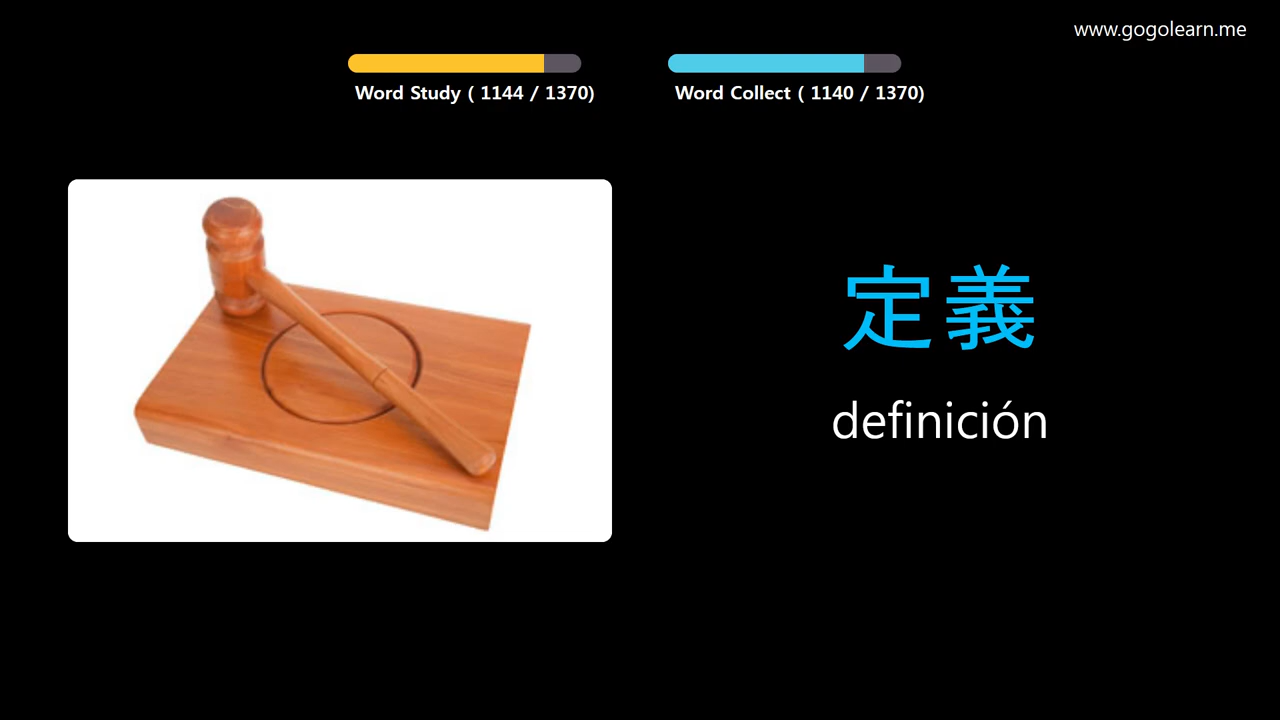 www.gogolearn.me
Word Study ( 1144 / 1370)
Word Collect ( 1140 / 1370)
定義
definición